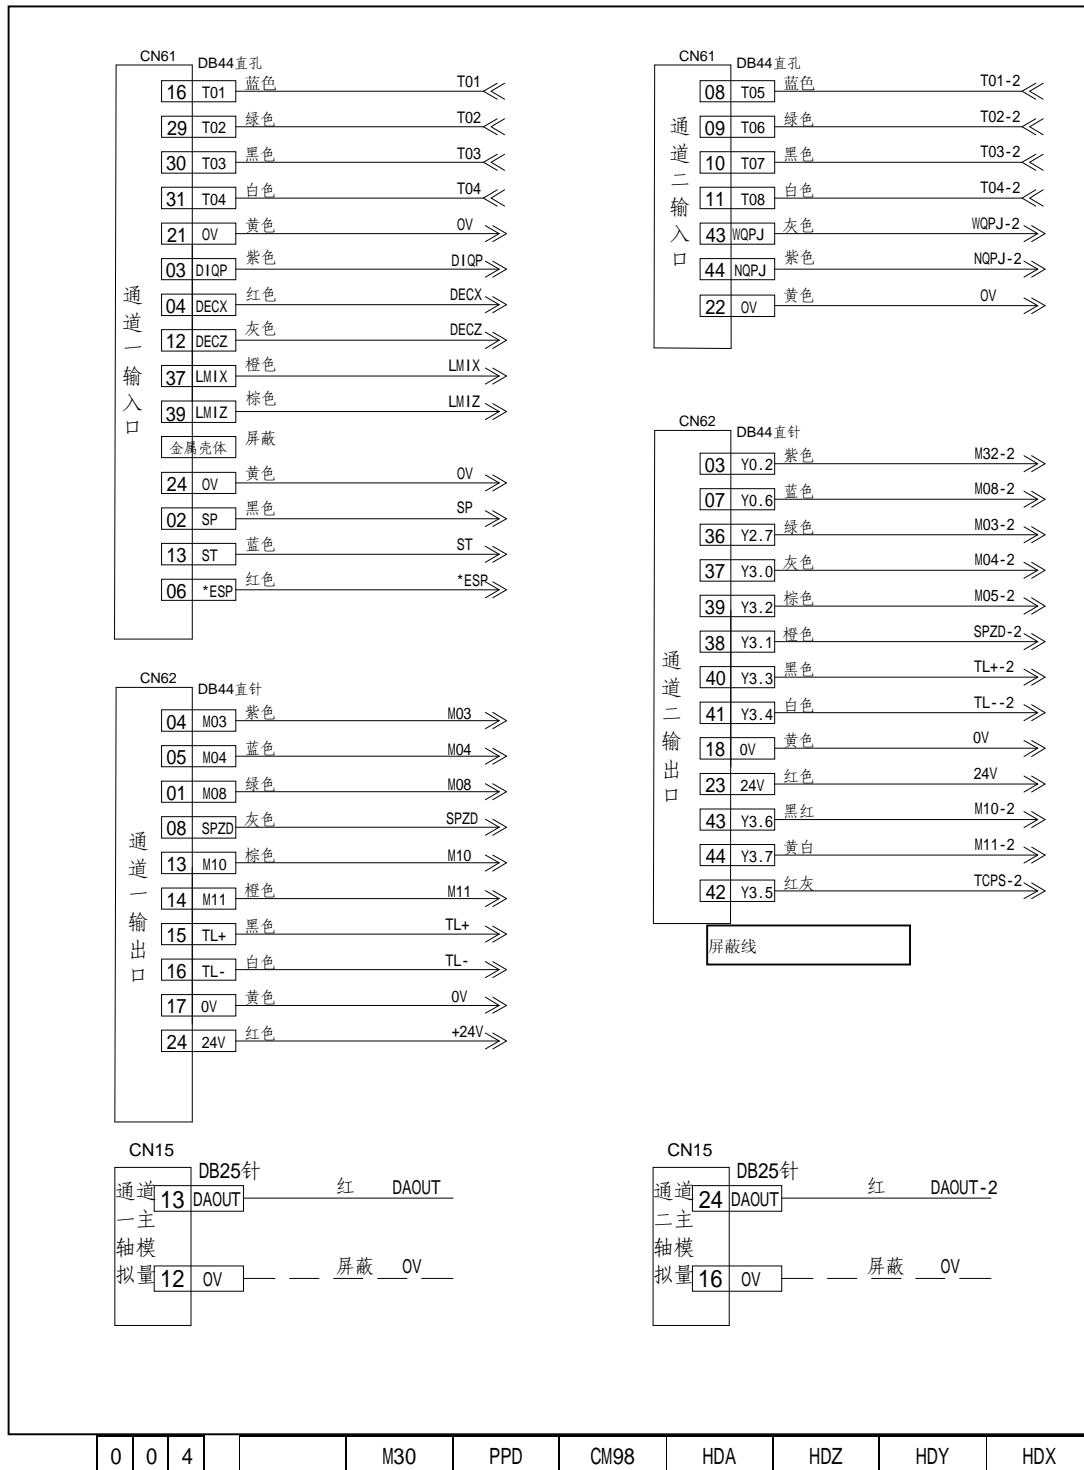 CN61
DB44直孔
通道一输入口
16 T01 蓝色 T01
29 T02 绿色 T02
30 T03 黑色 T03
31 T04 白色 T04
21 0V 黄色 0V
03 DIQP 紫色 DIQP
04 DECX 红色 DECX
12 DECZ 灰色 DECZ
37 LMIX 橙色 LMIX
39 LMIZ 棕色 LMIZ
金属壳体 屏蔽
24 0V 黄色 0V
02 SP 黑色 SP
13 ST 蓝色 ST
06 *ESP 红色 *ESP
CN62
DB44直针
通道一输出口
04 M03 紫色 M03
05 M04 蓝色 M04
01 M08 绿色 M08
08 SPZD 灰色 SPZD
13 M10 棕色 M10
14 M11 橙色 M11
15 TL+ 黑色 TL+
16 TL- 白色 TL-
17 0V 黄色 0V
24 24V 红色 +24V
CN15
DB25针
通道一主轴模拟量
13 DAOUT 红 DAOUT
12 0V 屏蔽 0V
CN61
DB44直孔
通道二输入口
08 T05 蓝色 T01-2
09 T06 绿色 T02-2
10 T07 黑色 T03-2
11 T08 白色 T04-2
43 WQPJ 灰色 WQPJ-2
44 NQPJ 紫色 NQPJ-2
22 0V 黄色 0V
CN62
DB44直针
通道二输出口
03 Y0.2 紫色 M32-2
07 Y0.6 蓝色 M08-2
36 Y2.7 绿色 M03-2
37 Y3.0 灰色 M04-2
39 Y3.2 棕色 M05-2
38 Y3.1 橙色 SPZD-2
40 Y3.3 黑色 TL+-2
41 Y3.4 白色 TL--2
18 0V 黄色 0V
23 24V 红色 24V
43 Y3.6 黑红 M10-2
44 Y3.7 黄白 M11-2
42 Y3.5 红灰 TCPS-2
屏蔽线
CN15
DB25针
通道二主轴模拟量
24 DAOUT 红 DAOUT-2
16 0V 屏蔽 0V
0 0 4 M30 PPD CM98 HDA HDZ HDY HDX